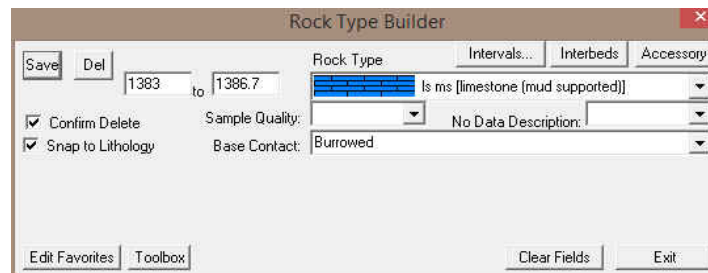 Rock Type Builder
Save Del 1383 to 1386.7 Rock Type Intervals... Interbeds Accessory
ls ms [limestone (mud supported)]
Confirm Delete Sample Quality: No Data Description:
Snap to Lithology Base Contact: Burrowed
Edit Favorites Toolbox Clear Fields Exit